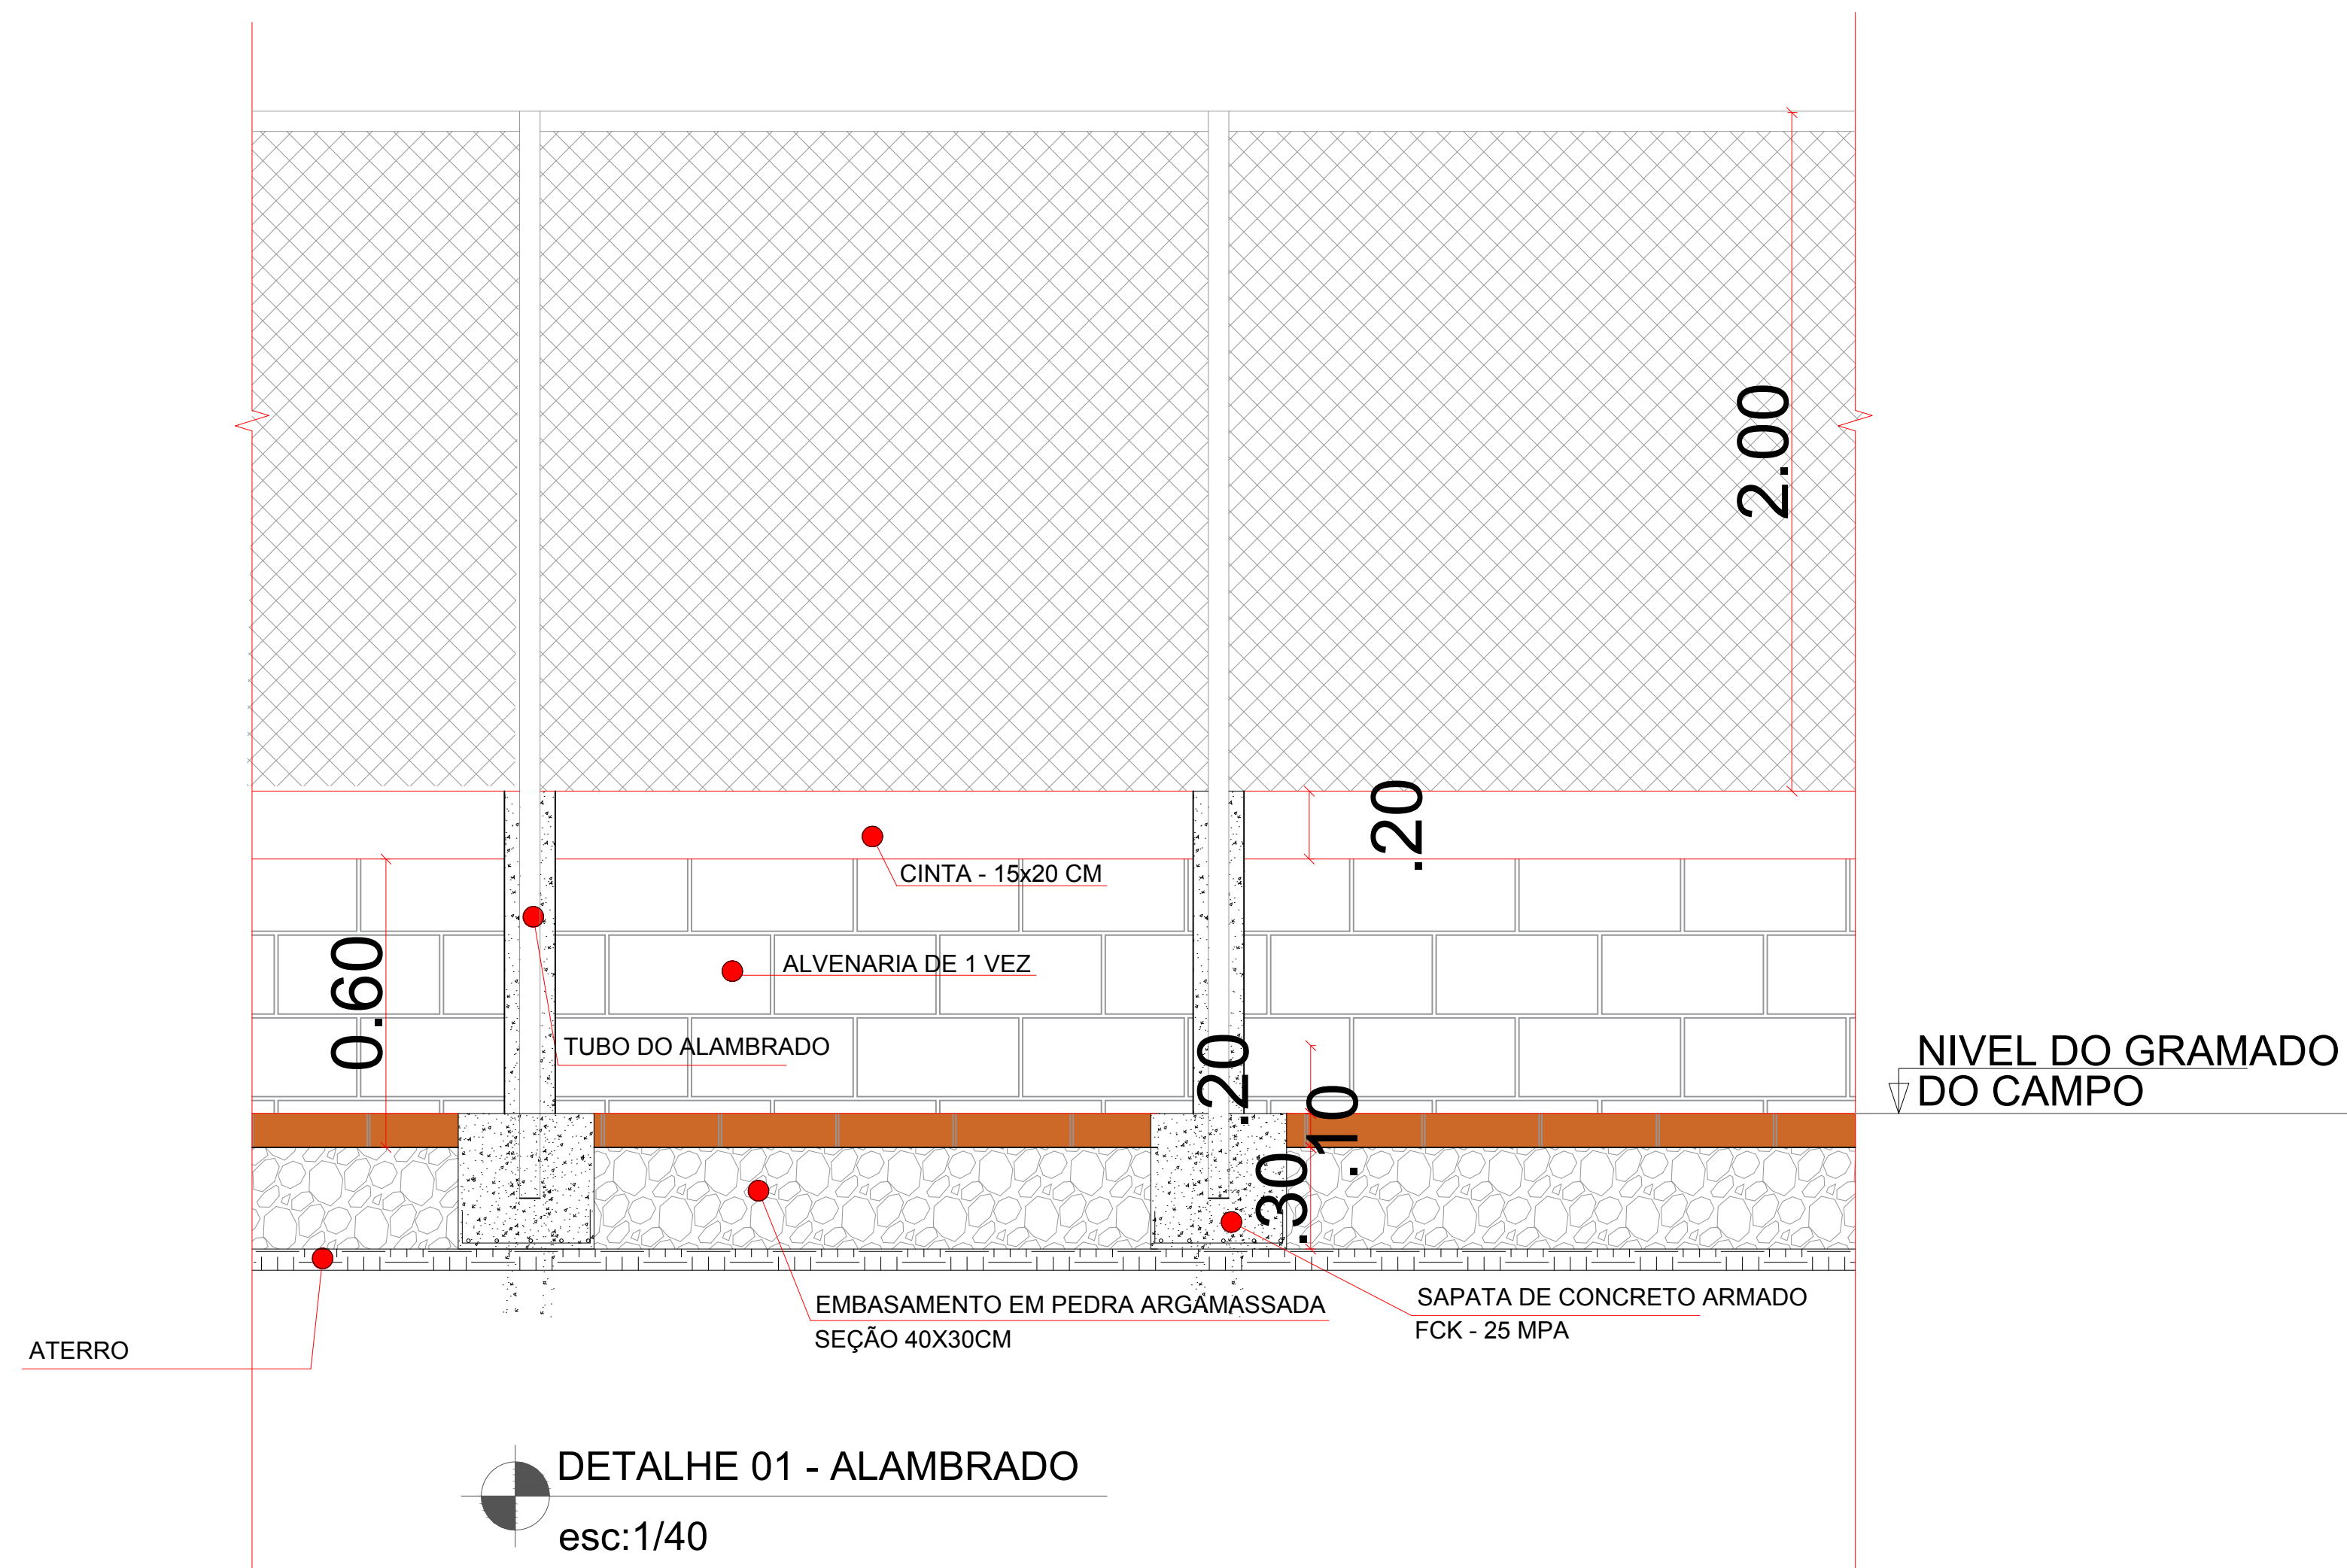 2.00
.20
CINTA - 15x20 CM
0.60
ALVENARIA DE 1 VEZ
TUBO DO ALAMBRADO
.20
.10
.30
NIVEL DO GRAMADO
DO CAMPO
EMBASAMENTO EM PEDRA ARGAMASSADA
SEÇÃO 40X30CM
SAPATA DE CONCRETO ARMADO
FCK - 25 MPA
ATERRO
DETALHE 01 - ALAMBRADO
esc:1/40